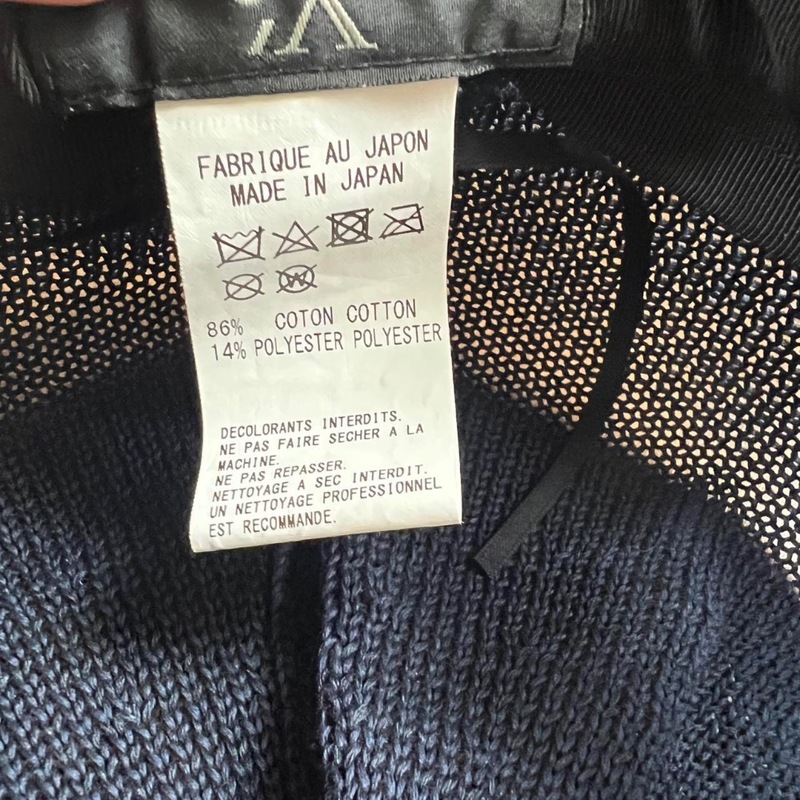 FABRIQUE AU JAPON
MADE IN JAPAN
86% COTON COTTON
14% POLYESTER POLYESTER
DECOLORANTS INTERDITS.
NE PAS FAIRE SECHER A LA
MACHINE.
NE PAS REPASSER.
NETTOYAGE A SEC INTERDIT.
UN NETTOYAGE PROFESSIONNEL
EST RECOMMANDE.